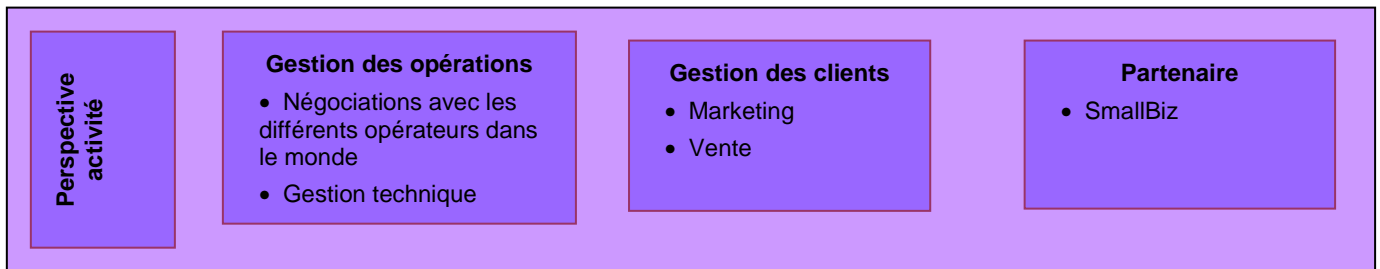 Perspective
activité
Gestion des opérations
• Négociations avec les
différents opérateurs dans
le monde
• Gestion technique
Gestion des clients
• Marketing
• Vente
Partenaire
• SmallBiz